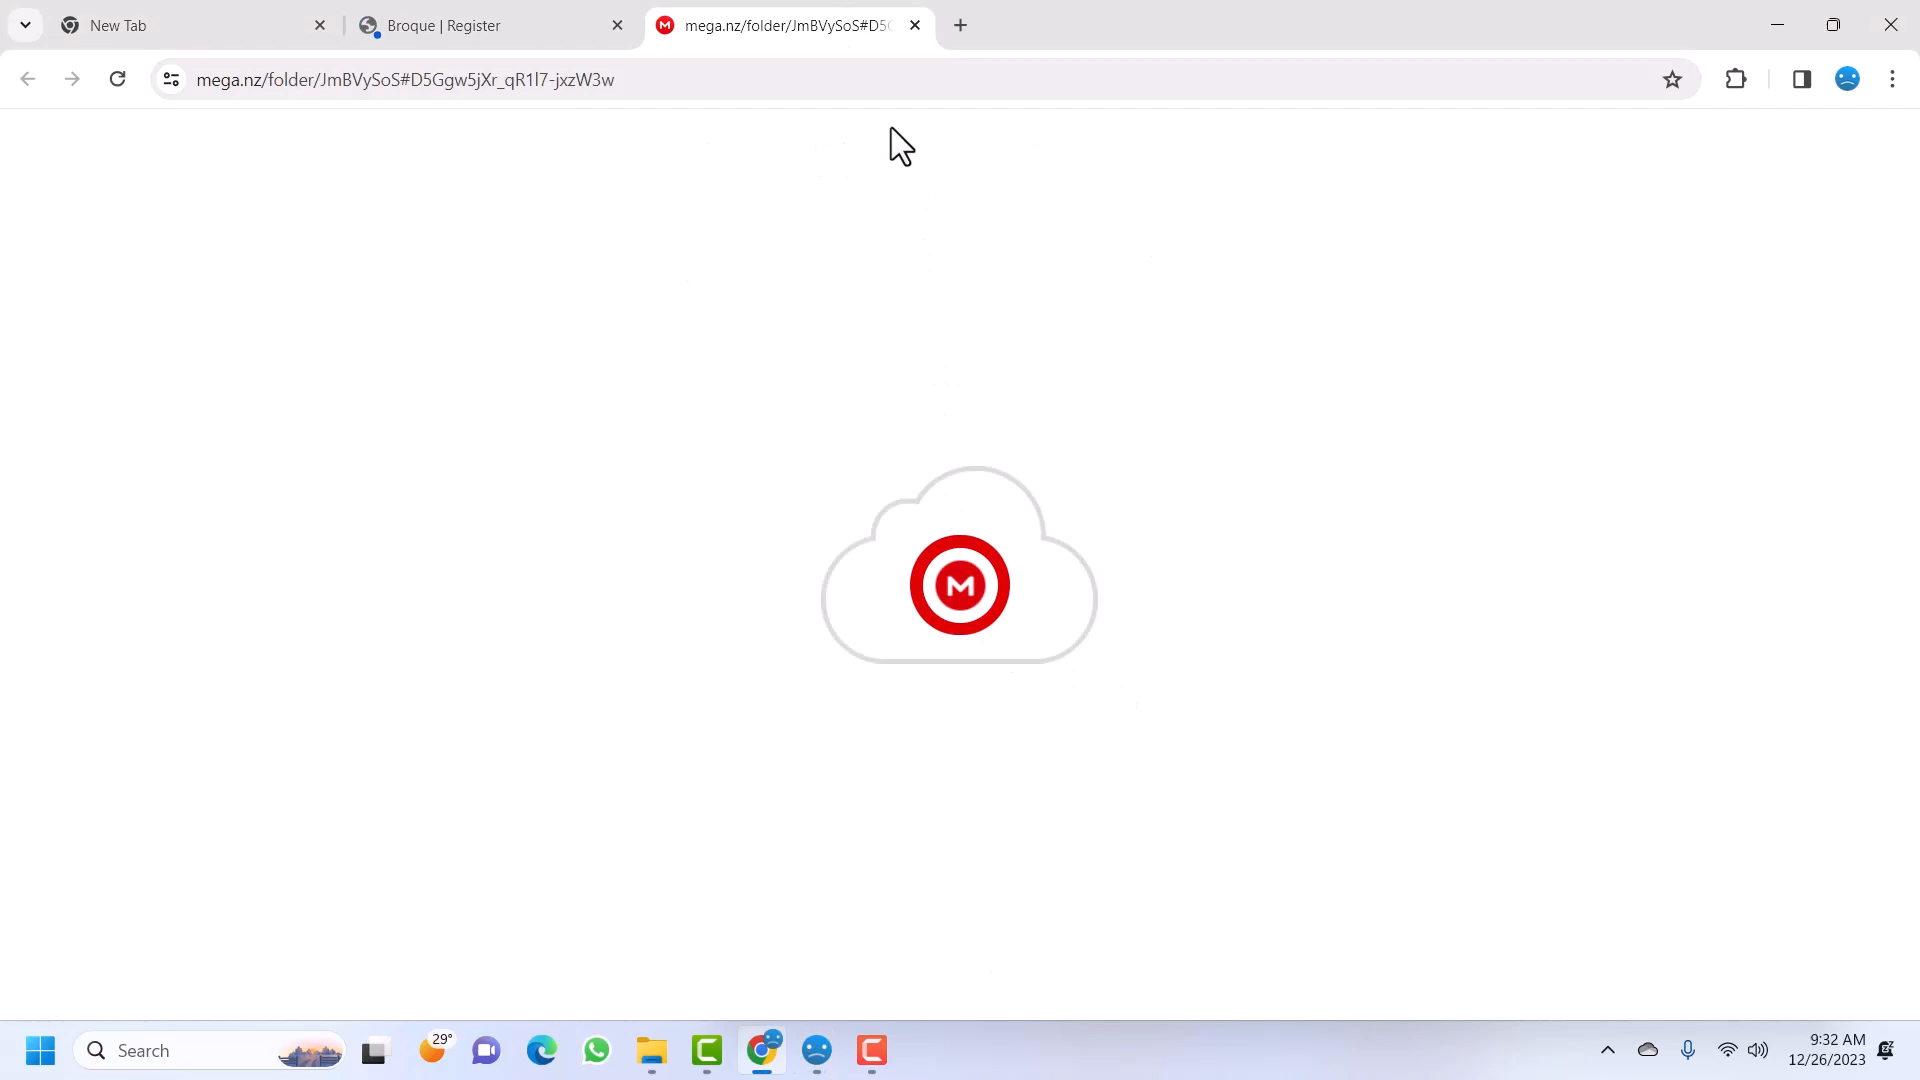 New Tab
Broque | Register
mega.nz/folder/JmBVySoS#D5G
mega.nz/folder/JmBVySoS#D5Ggw5jXr_qR1l7-jxzW3w
M
Search
29°
9:32 AM
12/26/2023